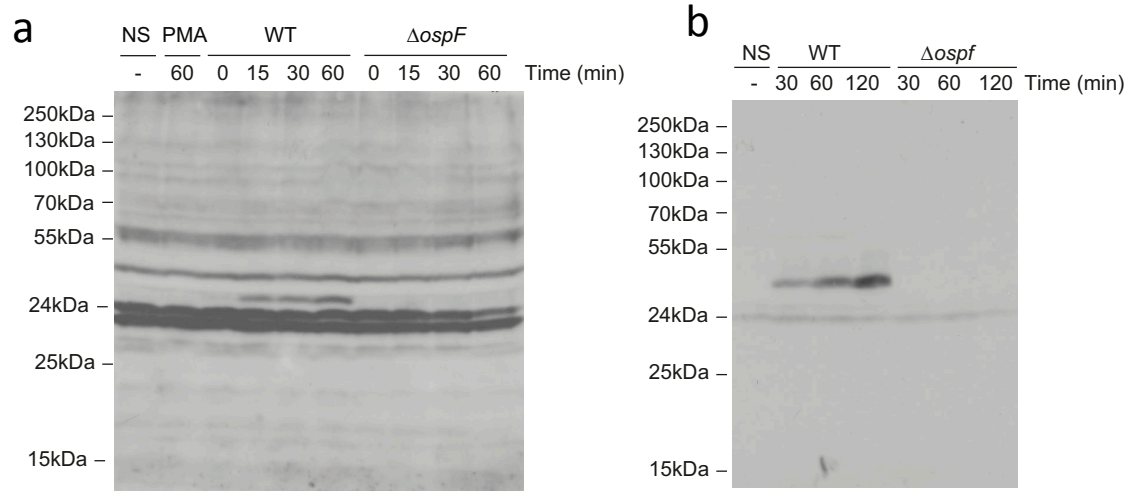 a
NS PMA WT ΔospF
- 60 0 15 30 60 0 15 30 60 Time (min)
250kDa
130kDa
100kDa
70kDa
55kDa
24kDa
25kDa
15kDa
b
NS WT Δospf
- 30 60 120 30 60 120 Time (min)
250kDa
130kDa
100kDa
70kDa
55kDa
24kDa
25kDa
15kDa